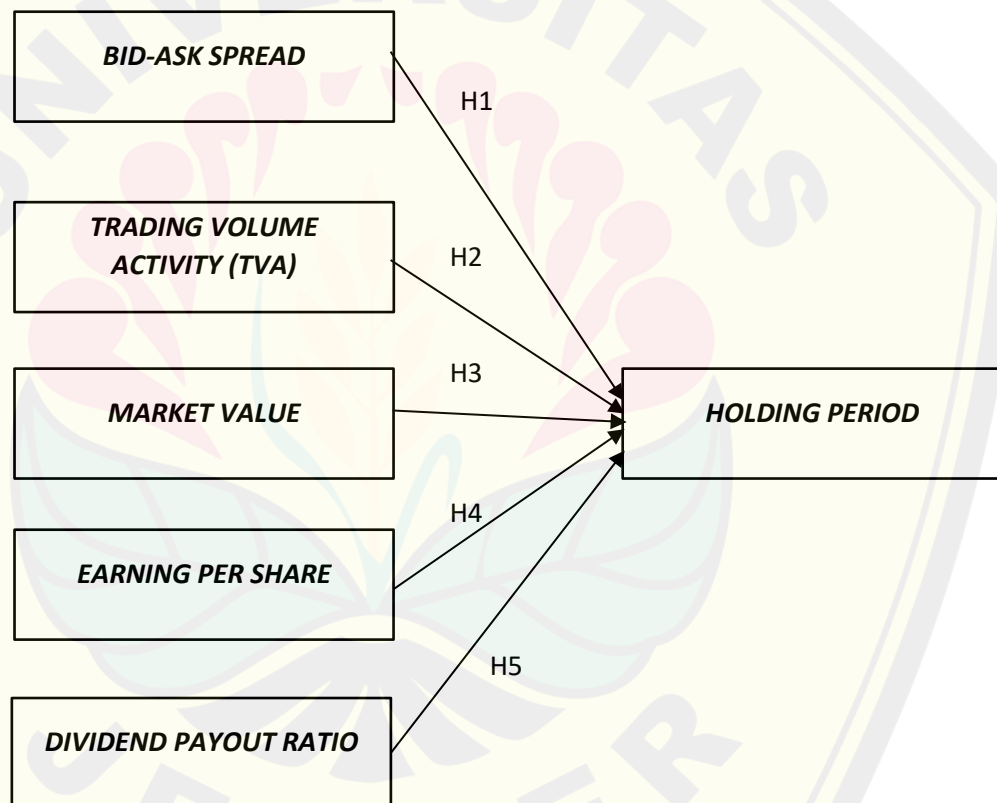 BID-ASK SPREAD
H1
TRADING VOLUME
ACTIVITY (TVA)
H2
H3
MARKET VALUE
HOLDING PERIOD
H4
EARNING PER SHARE
H5
DIVIDEND PAYOUT RATIO
UNIVERSITAS